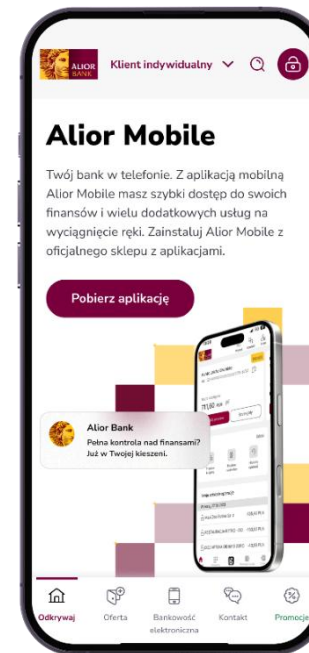 ALIOR
BANK
Klient indywidualny
Alior Mobile
Twój bank w telefonie. Z aplikacją mobilną
Alior Mobile masz szybki dostęp do swoich
finansów i wielu dodatkowych usług na
wyciągnięcie ręki. Zainstaluj Alior Mobile z
oficjalnego sklepu z aplikacjami.
Pobierz aplikację
Alior Bank
Pełna kontrola nad finansami?
Już w Twojej kieszeni.
Odkrywaj
Oferta
Bankowość
elektroniczna
Kontakt
Promocje